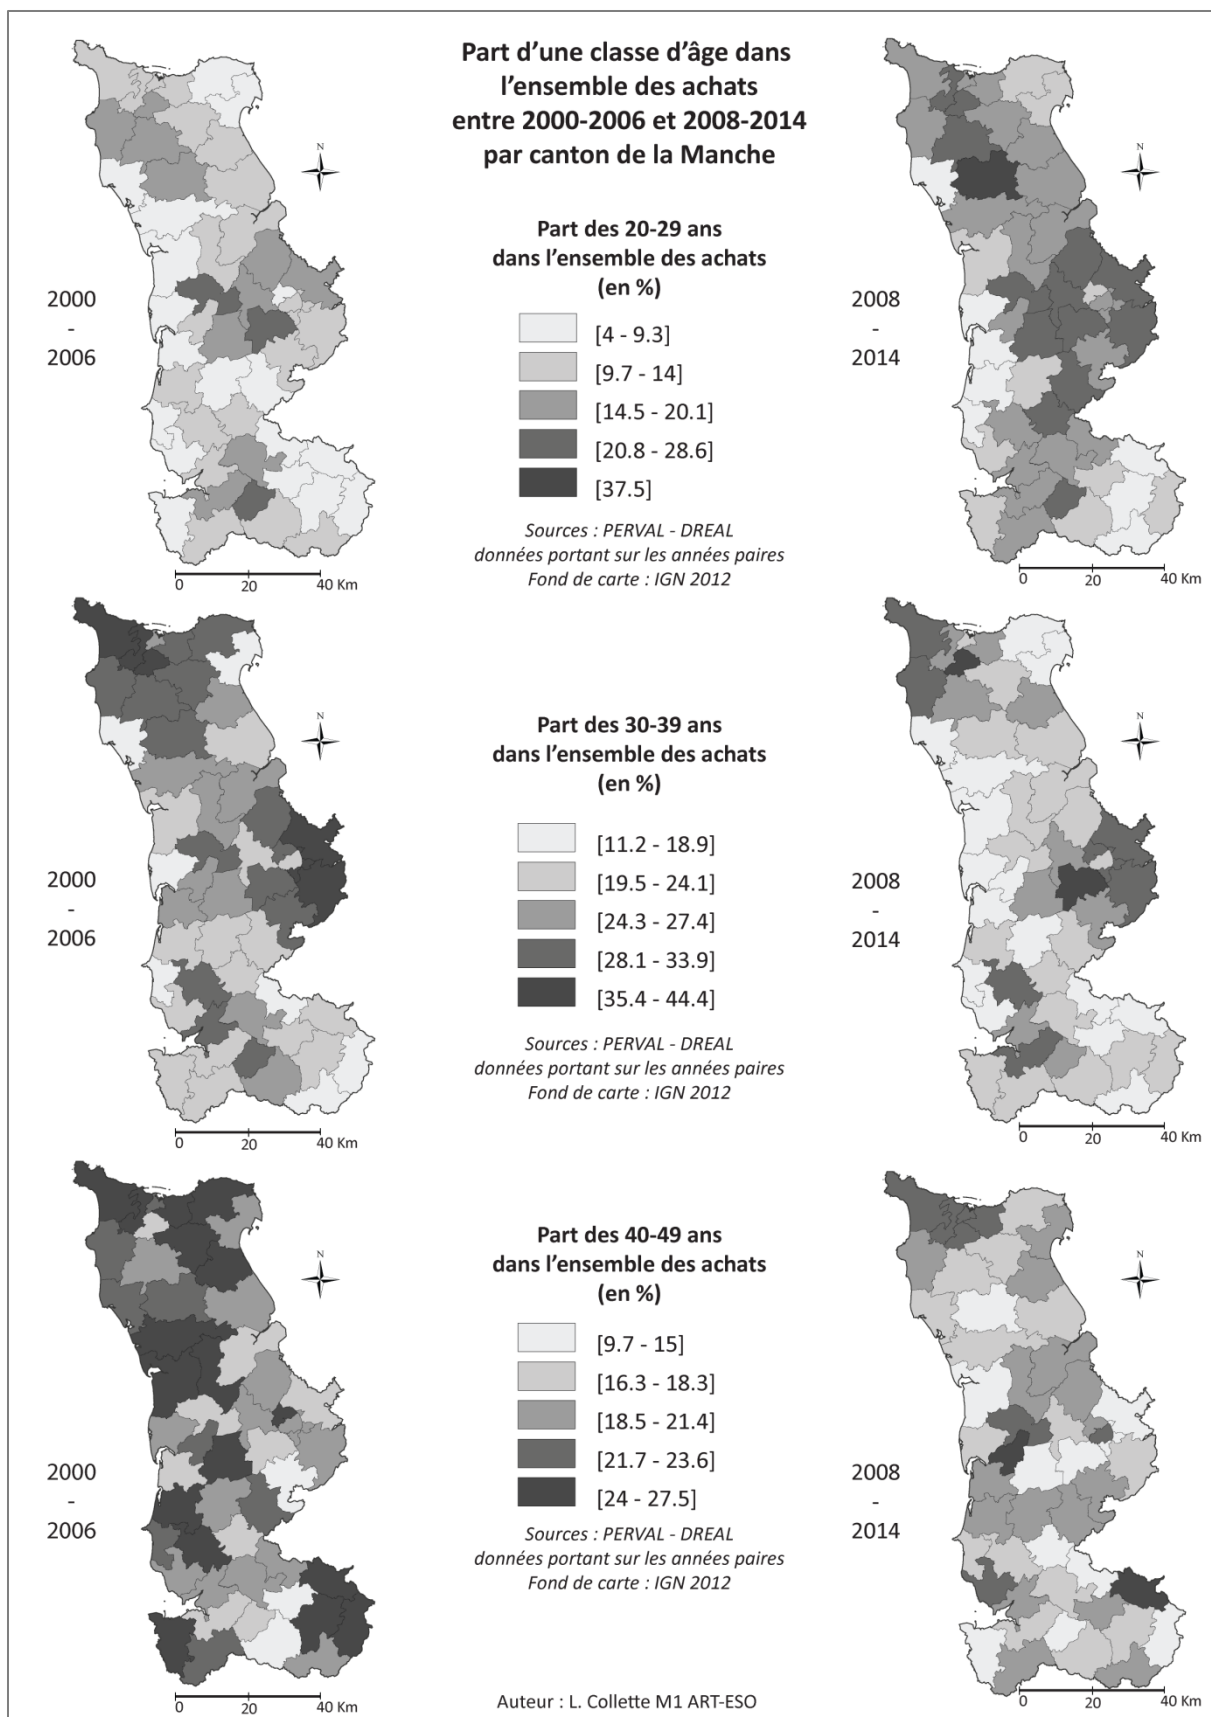 Part d’une classe d’âge dans
l’ensemble des achats
entre 2000-2006 et 2008-2014
par canton de la Manche
N
N
Part des 20-29 ans
dans l’ensemble des achats
(en %)
2000
-
2006
2008
-
2014
[4 - 9.3]
[9.7 - 14]
[14.5 - 20.1]
[20.8 - 28.6]
[37.5]
Sources : PERVAL - DREAL
données portant sur les années paires
Fond de carte : IGN 2012
0 20 40 Km
0 20 40 Km
N
N
Part des 30-39 ans
dans l’ensemble des achats
(en %)
2000
-
2006
2008
-
2014
[11.2 - 18.9]
[19.5 - 24.1]
[24.3 - 27.4]
[28.1 - 33.9]
[35.4 - 44.4]
Sources : PERVAL - DREAL
données portant sur les années paires
Fond de carte : IGN 2012
0 20 40 Km
0 20 40 Km
N
N
Part des 40-49 ans
dans l’ensemble des achats
(en %)
2000
-
2006
2008
-
2014
[9.7 - 15]
[16.3 - 18.3]
[18.5 - 21.4]
[21.7 - 23.6]
[24 - 27.5]
Sources : PERVAL - DREAL
données portant sur les années paires
Fond de carte : IGN 2012
0 20 40 Km
0 20 40 Km
Auteur : L. Collette M1 ART-ESO